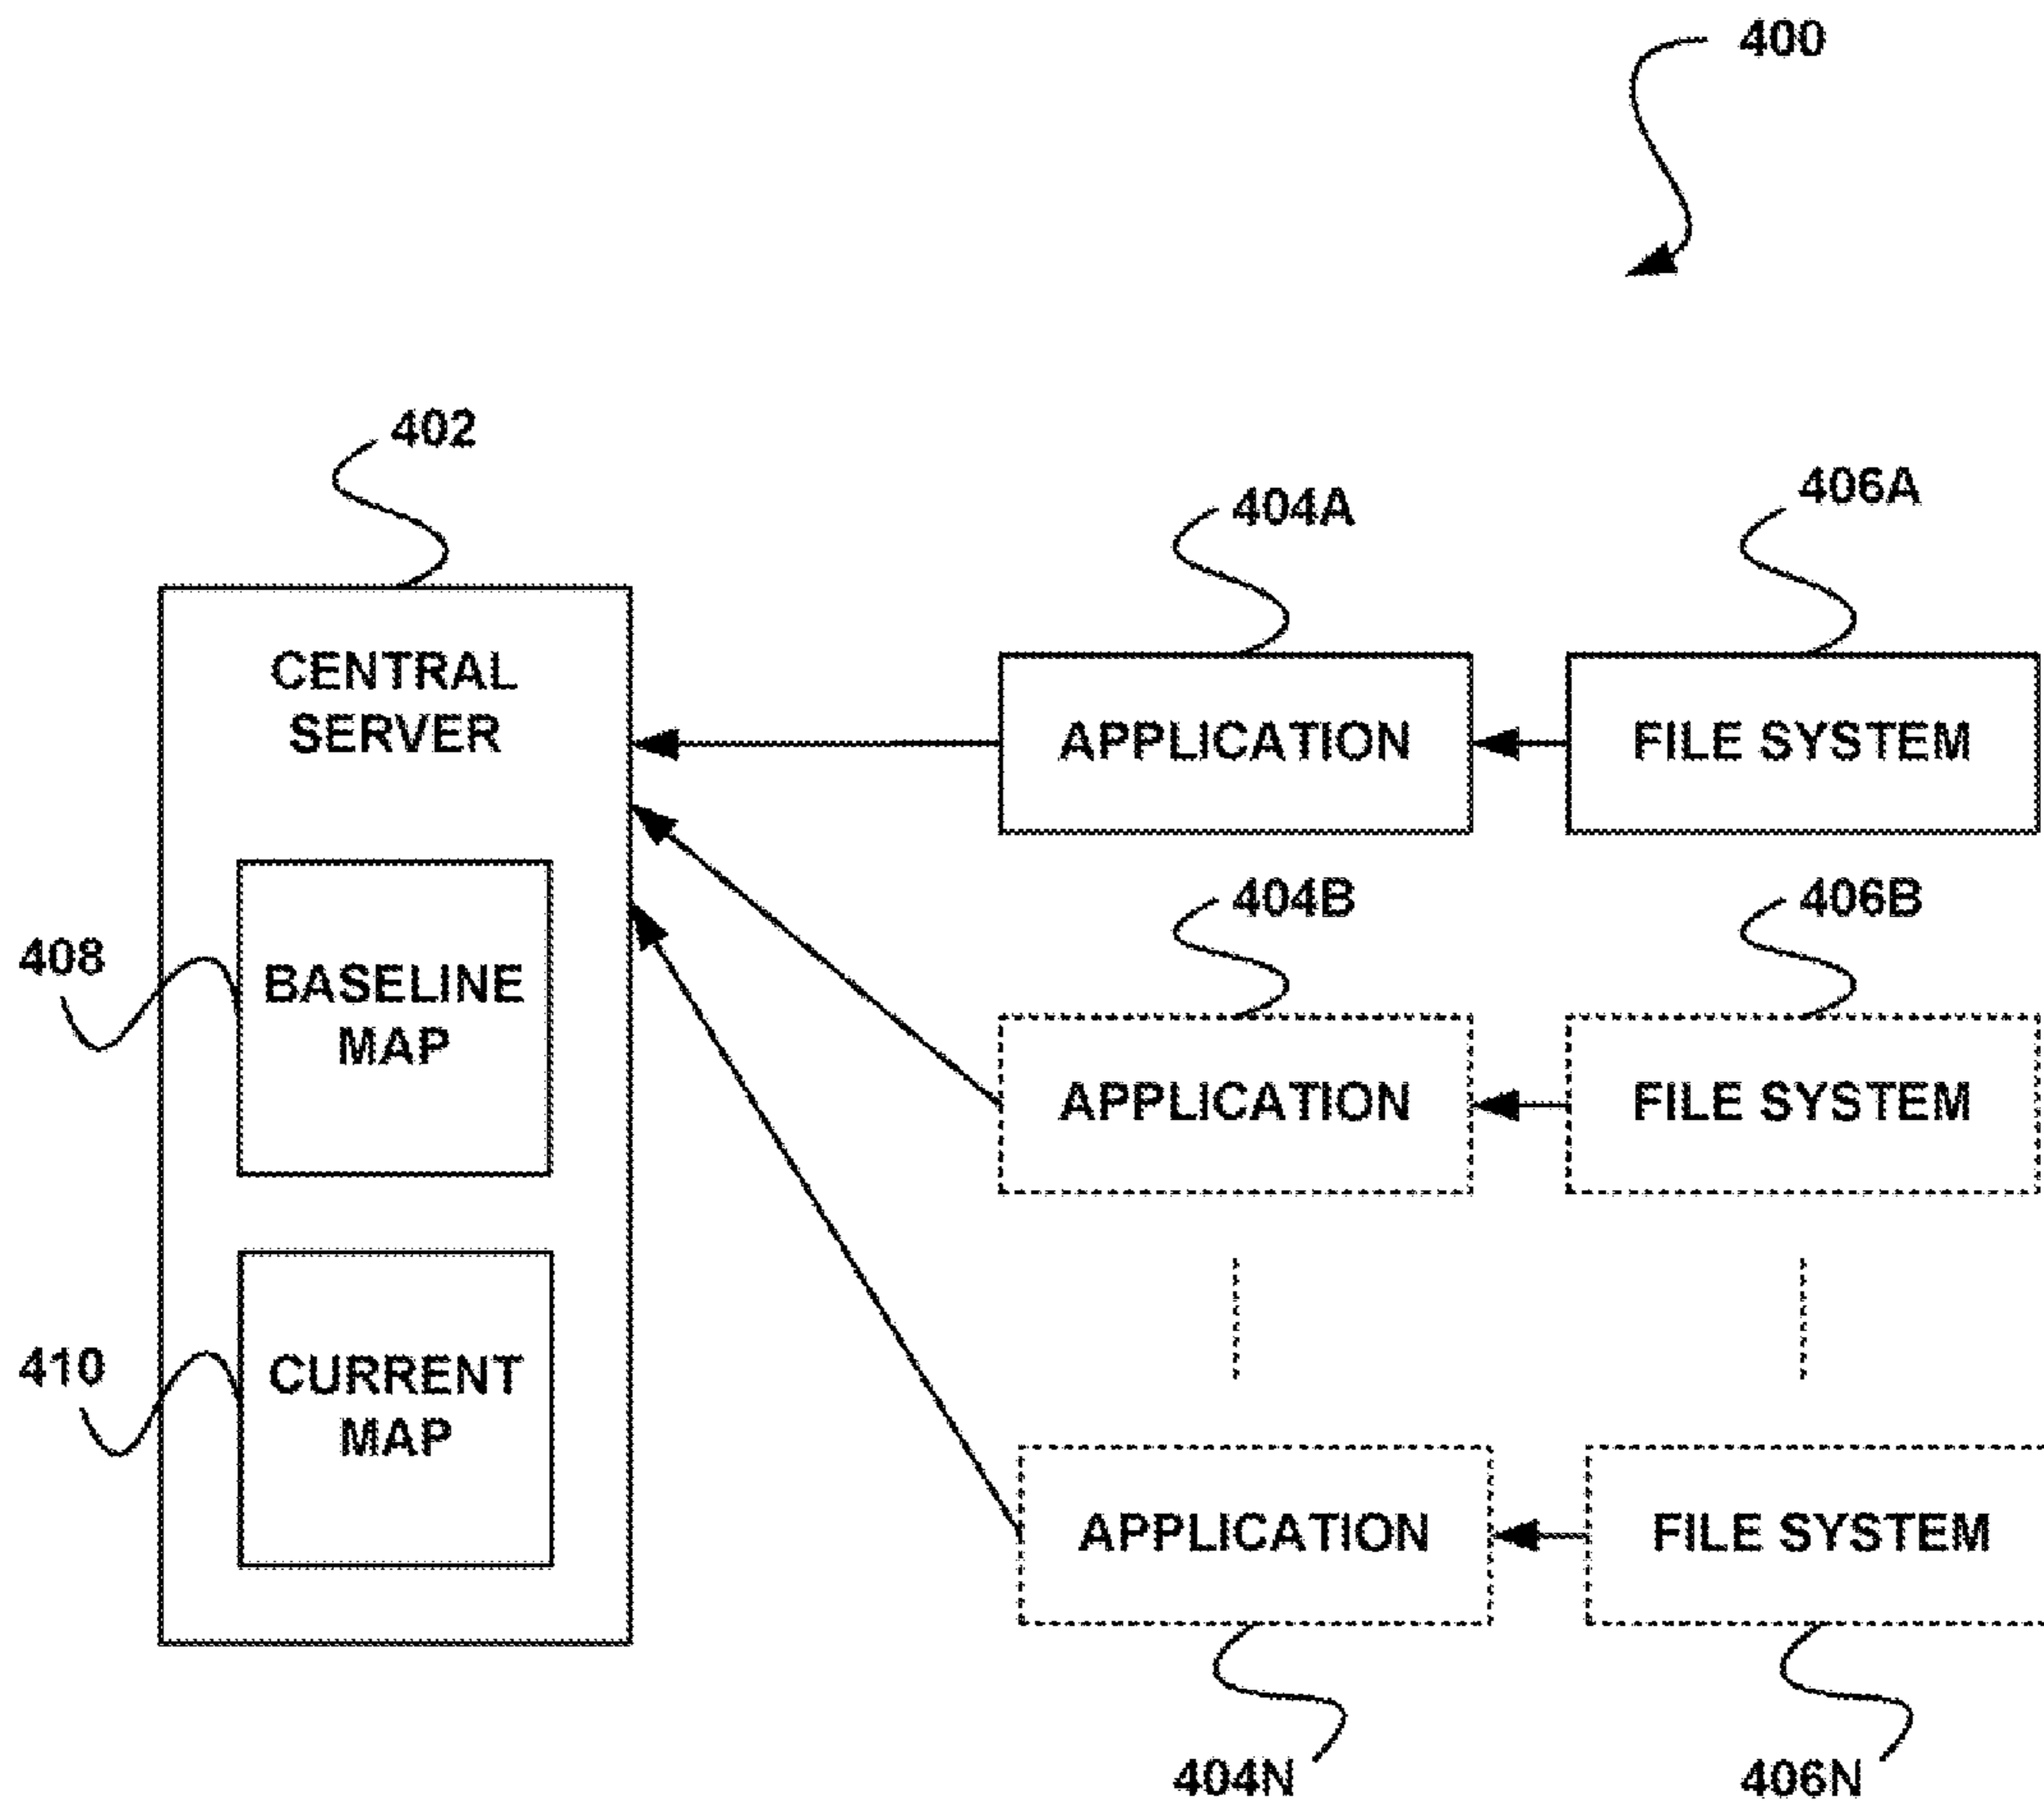 400
402
404A
406A
CENTRAL
SERVER
APPLICATION
FILE SYSTEM
404B
406B
408
BASELINE
MAP
APPLICATION
FILE SYSTEM
410
CURRENT
MAP
APPLICATION
FILE SYSTEM
404N
406N